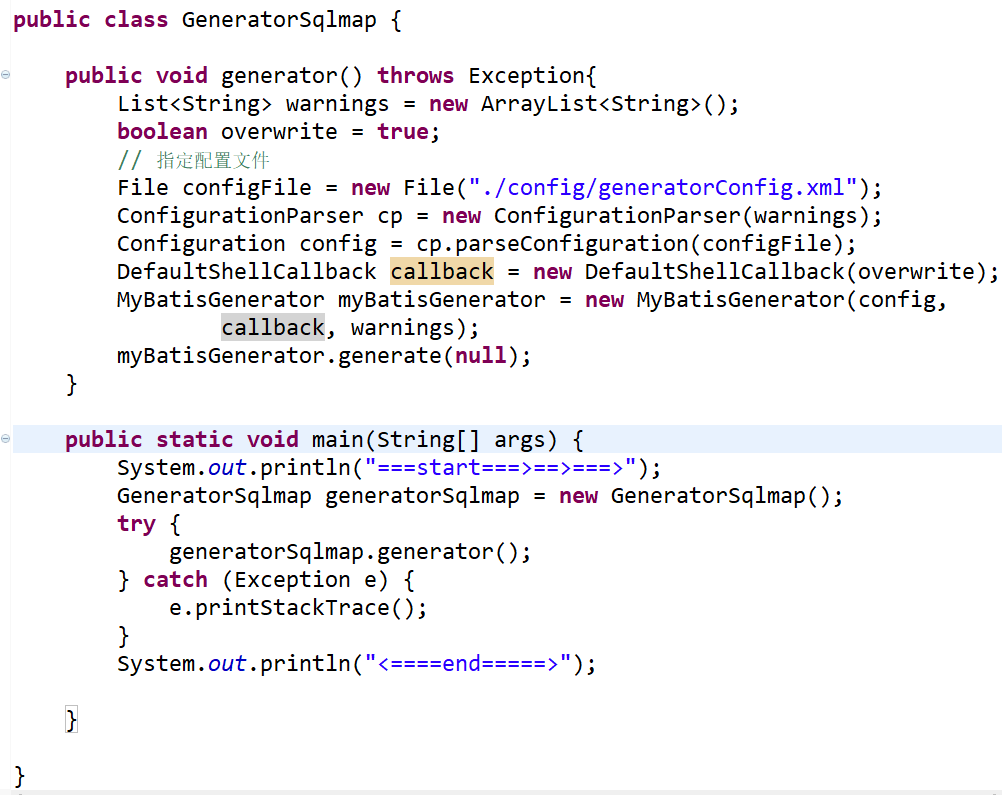 public class GeneratorSqlmap {
public void generator() throws Exception{
List<String> warnings = new ArrayList<String>();
boolean overwrite = true;
// 指定配置文件
File configFile = new File("./config/generatorConfig.xml");
ConfigurationParser cp = new ConfigurationParser(warnings);
Configuration config = cp.parseConfiguration(configFile);
DefaultShellCallback callback = new DefaultShellCallback(overwrite);
MyBatisGenerator myBatisGenerator = new MyBatisGenerator(config,
callback, warnings);
myBatisGenerator.generate(null);
}
public static void main(String[] args) {
System.out.println("===start===>==>===>");
GeneratorSqlmap generatorSqlmap = new GeneratorSqlmap();
try {
generatorSqlmap.generator();
} catch (Exception e) {
e.printStackTrace();
}
System.out.println("<====end=====>");
}
}